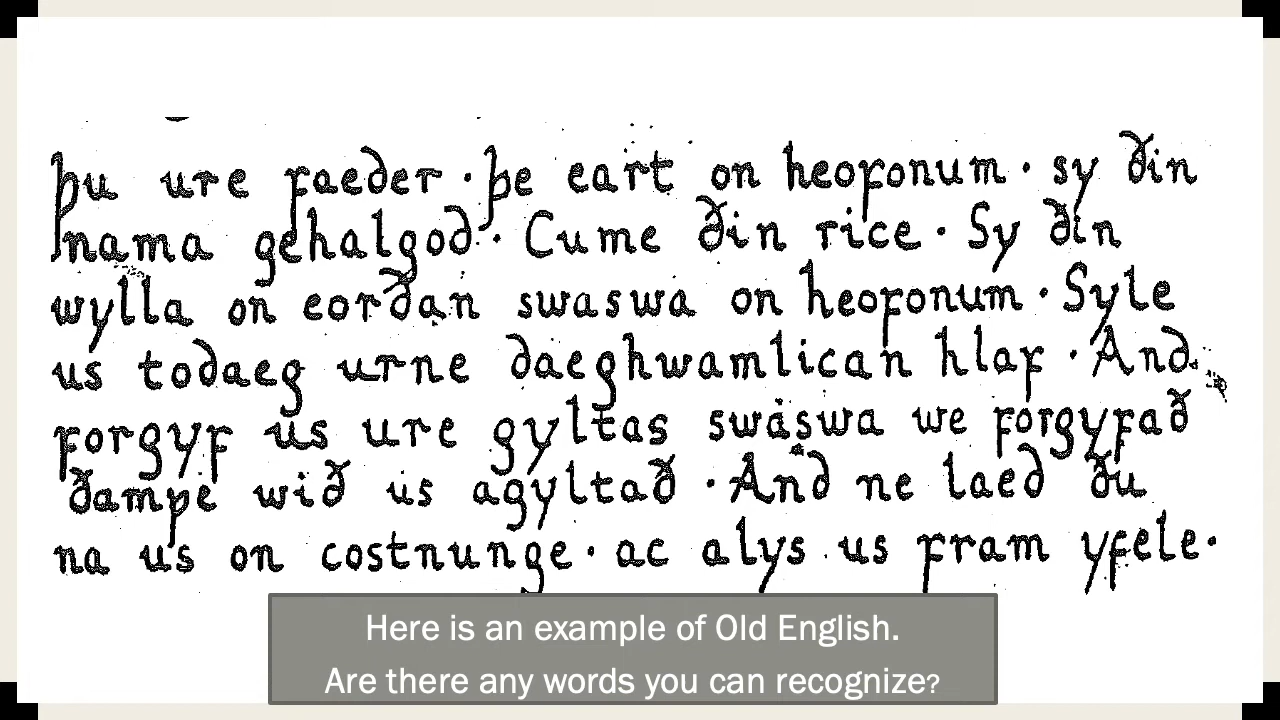 þu ure faeder · þe eart on heofonum · sy ðin
nama gehalgod · Cume ðin rice · Sy ðin
wylla on eorðan swaswa on heofonum · Syle
us todaeg urne daeghwamlican hlaf · And
forgyf us ure gyltas swaswa we forgyfað
ðampe wið us agyltað · And ne laed ðu
na us on costnunge · ac alys us fram yfele ·
Here is an example of Old English.
Are there any words you can recognize?